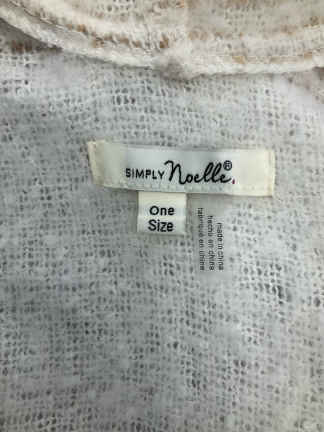 SIMPLY Noelle®
One
Size
made in china
hecho en china
fabriqué en chine